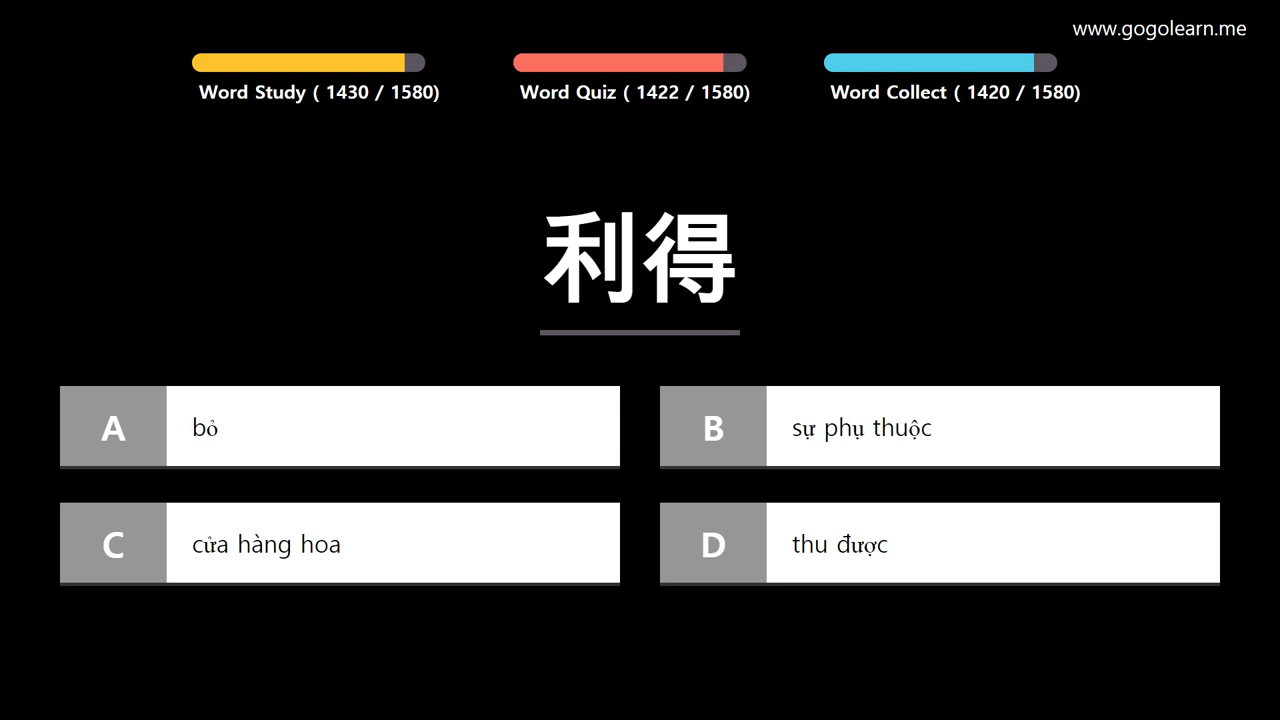 www.gogolearn.me
Word Study ( 1430 / 1580)
Word Quiz ( 1422 / 1580)
Word Collect ( 1420 / 1580)
利得
A bỏ
B sự phụ thuộc
C cửa hàng hoa
D thu được